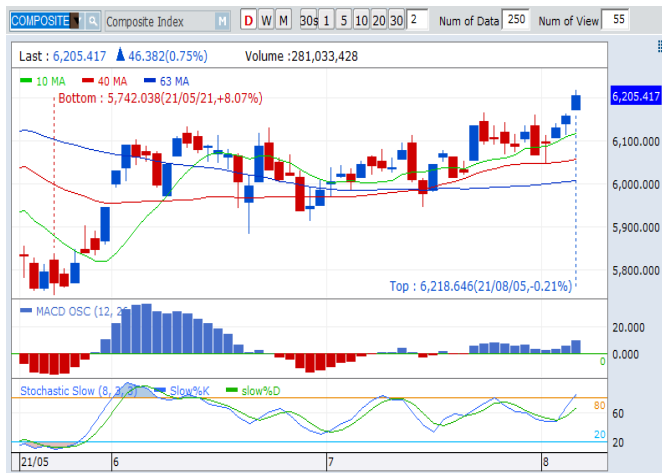 COMPOSITE Composite Index M D W M 30s 1 5 10 20 30 2 Num of Data 250 Num of View 55
Last : 6,205.417 ▲ 46.382(0.75%) Volume :281,033,428
10 MA 40 MA 63 MA
Bottom : 5,742.038(21/05/21,+8.07%)
6,205.417
6,100.000
6,000.000
5,900.000
5,800.000
Top : 6,218.646(21/08/05,-0.21%)
MACD OSC (12, 26
20.000
0.000
0
Stochastic Slow (8, 3, 3) Slow%K slow%D
80
60
20
20
21/05 6 7 8